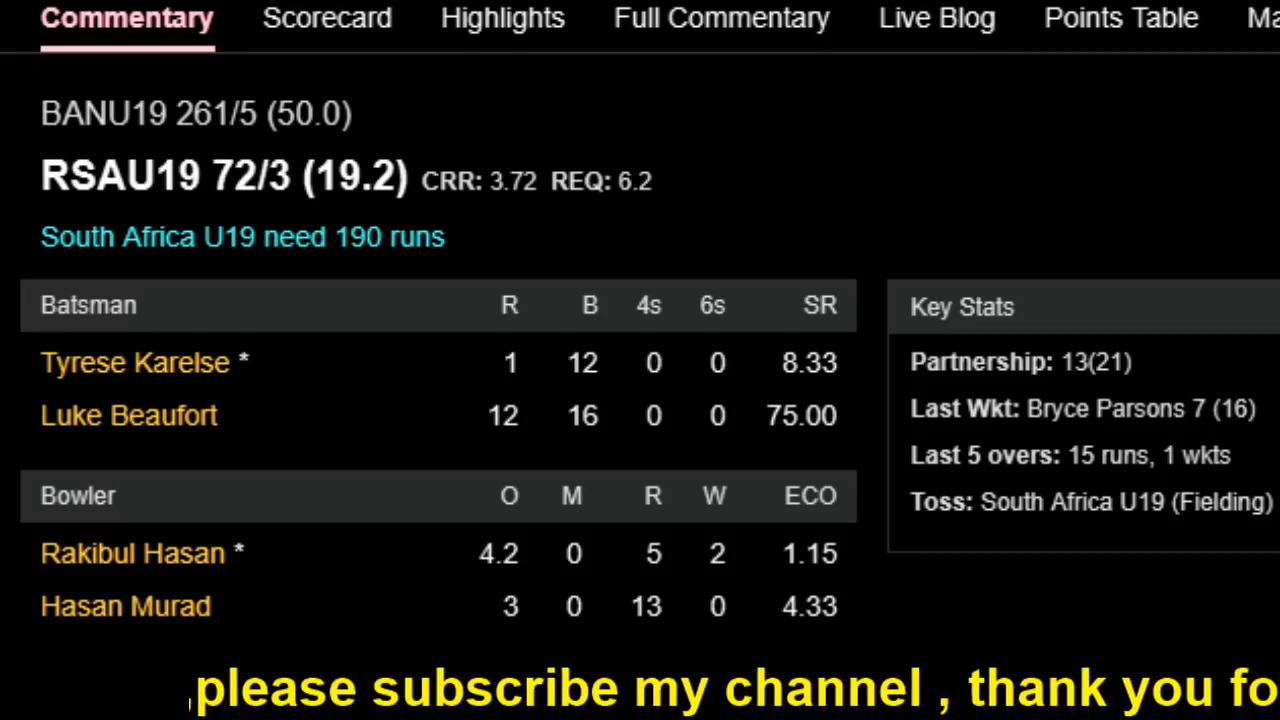 Commentary Scorecard Highlights Full Commentary Live Blog Points Table
BANU19 261/5 (50.0)
RSAU19 72/3 (19.2) CRR: 3.72 REQ: 6.2
South Africa U19 need 190 runs
Batsman R B 4s 6s SR
Tyrese Karelse * 1 12 0 0 8.33
Luke Beaufort 12 16 0 0 75.00
Bowler O M R W ECO
Rakibul Hasan * 4.2 0 5 2 1.15
Hasan Murad 3 0 13 0 4.33
Key Stats
Partnership: 13(21)
Last Wkt: Bryce Parsons 7 (16)
Last 5 overs: 15 runs, 1 wkts
Toss: South Africa U19 (Fielding)
,please subscribe my channel , thank you fo